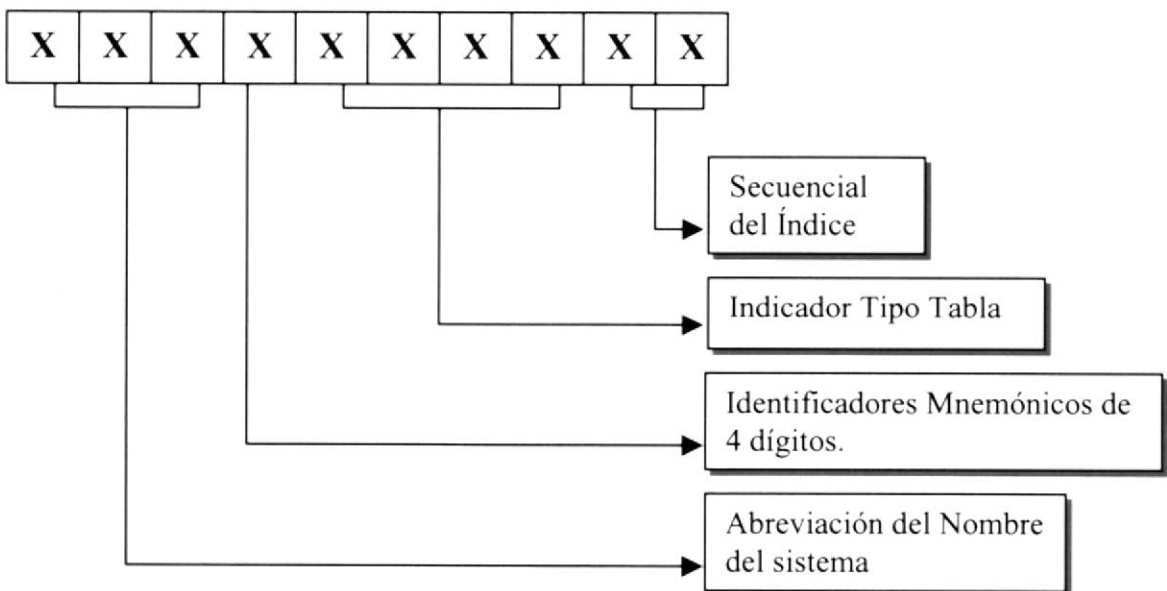 X X X X X X X X X X
Secuencial
del Índice
Indicador Tipo Tabla
Identificadores Mnemónicos de
4 dígitos.
Abreviación del Nombre
del sistema